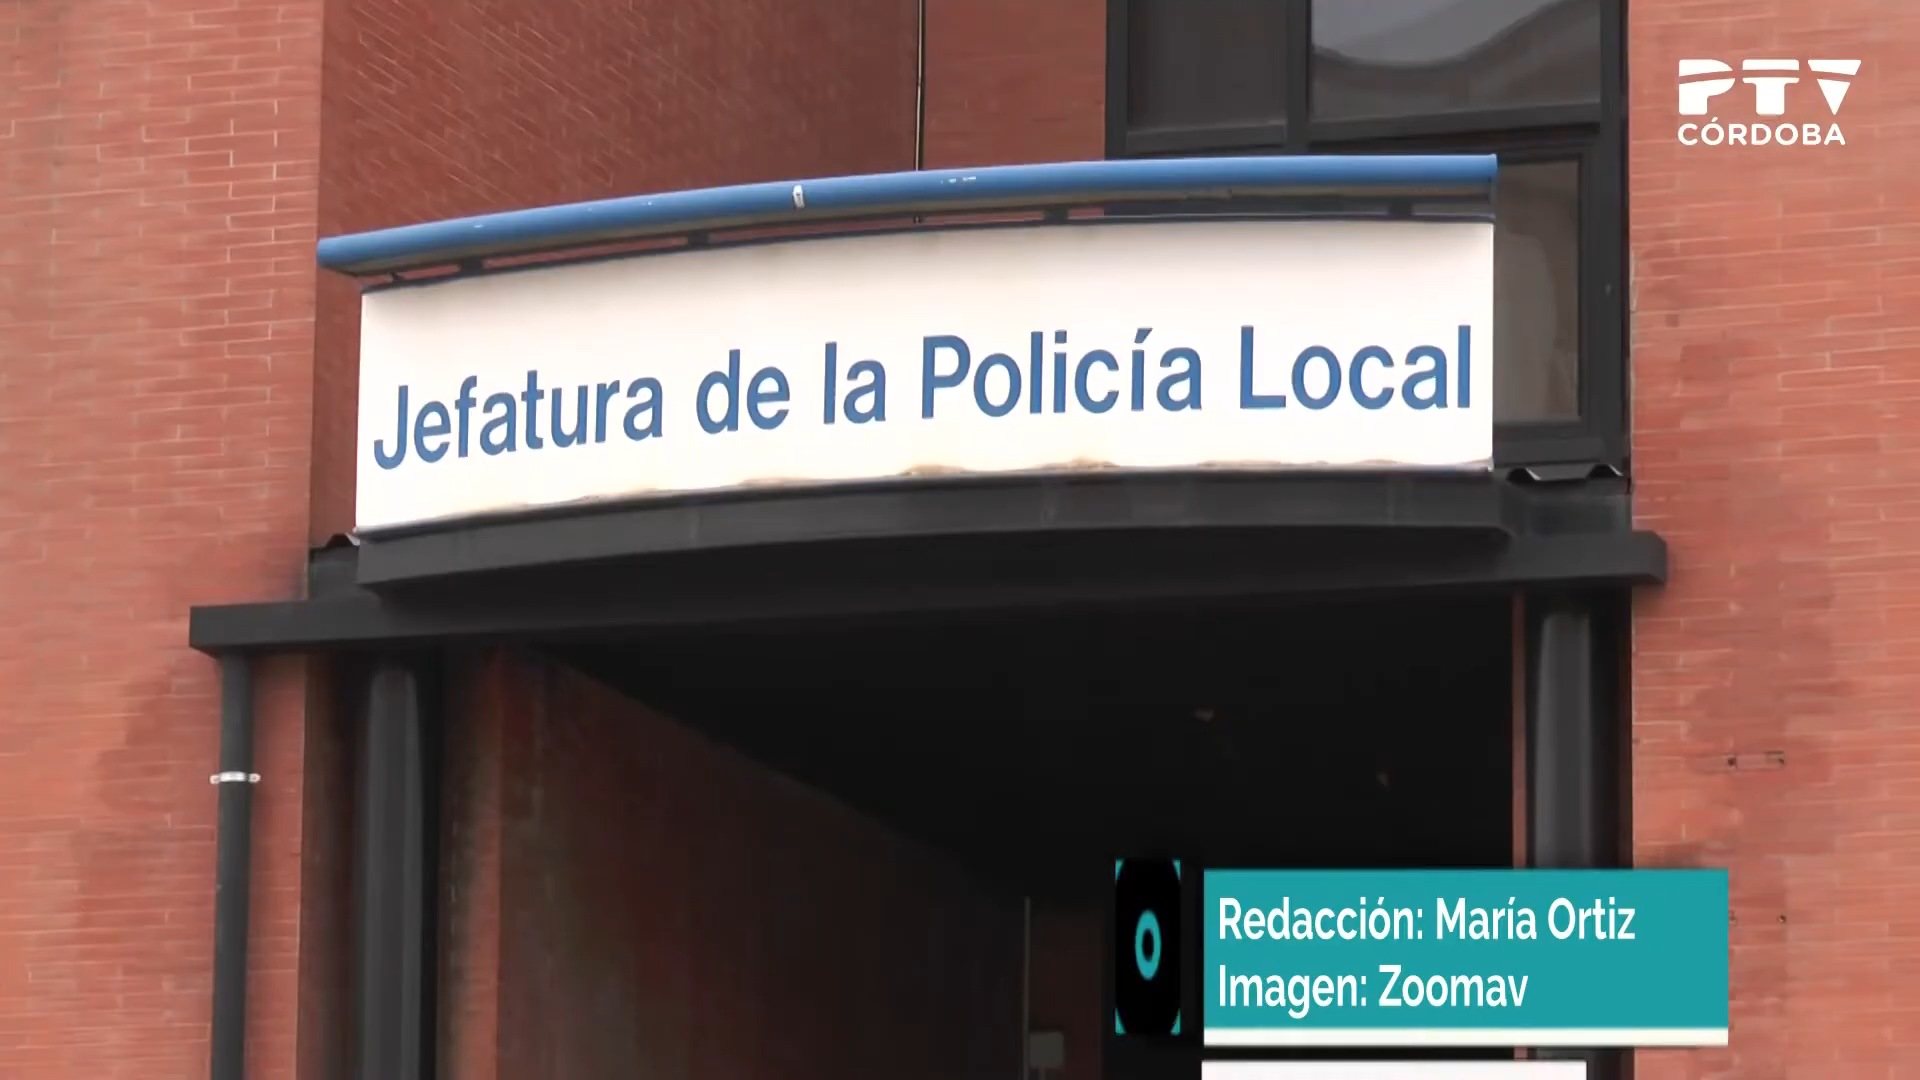 PTV
CÓRDOBA
Jefatura de la Policía Local
Redacción: María Ortiz
Imagen: Zoomav